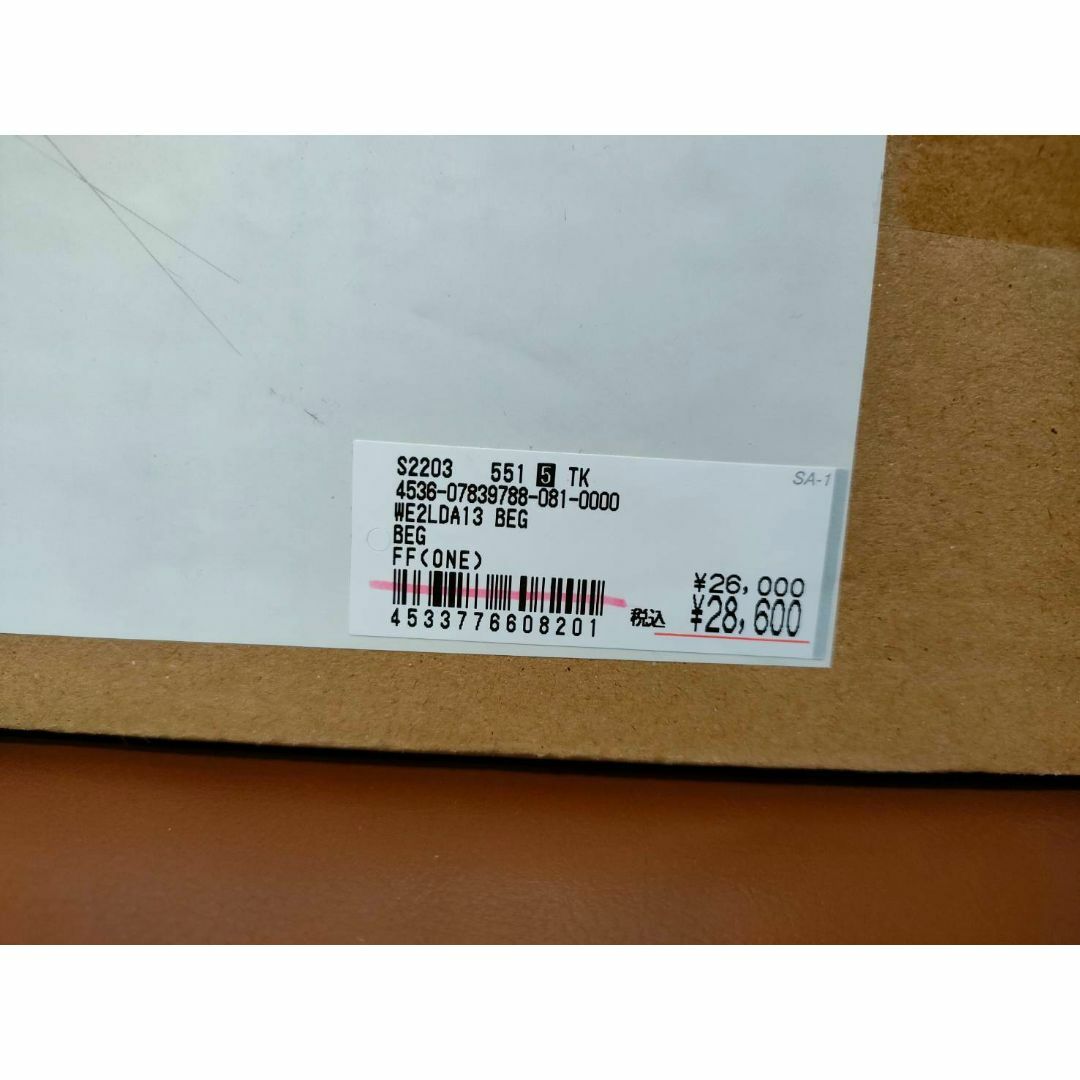 S2203 551 5 TK
SA-1
4536-07839788-081-0000
WE2LDA13 BEG
BEG
FF(ONE)
¥26,000
税込 ¥28,600
4533776608201